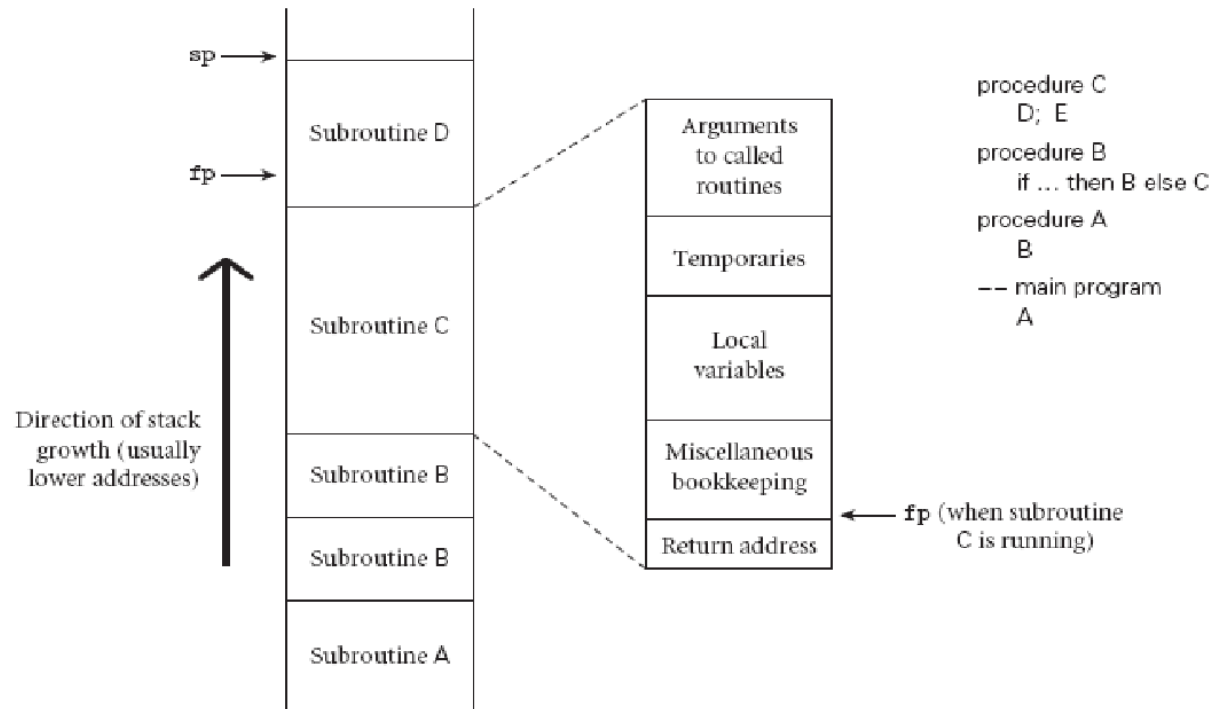 sp
Subroutine D
fp
Subroutine C
Direction of stack
growth (usually
lower addresses)
Subroutine B
Subroutine B
Subroutine A
Arguments
to called
routines
Temporaries
Local
variables
Miscellaneous
bookkeeping
Return address
fp (when subroutine
C is running)
procedure C
D; E
procedure B
if ... then B else C
procedure A
B
-- main program
A